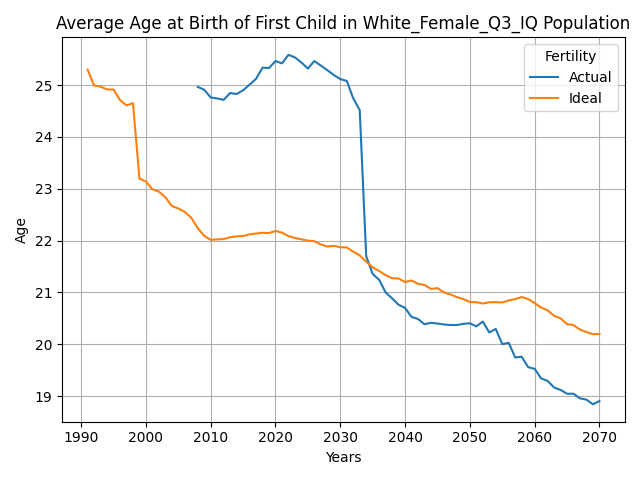 Average Age at Birth of First Child in White_Female_Q3_IQ Population
Fertility
Actual
Ideal
25
24
23
22
21
20
19
Age
1990 2000 2010 2020 2030 2040 2050 2060 2070
Years